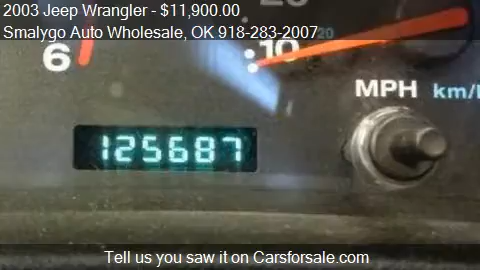 2003 Jeep Wrangler - $11,900.00
Smalygo Auto Wholesale, OK 918-283-2007
6 10 20
MPH km/
125687
Tell us you saw it on Carsforsale.com